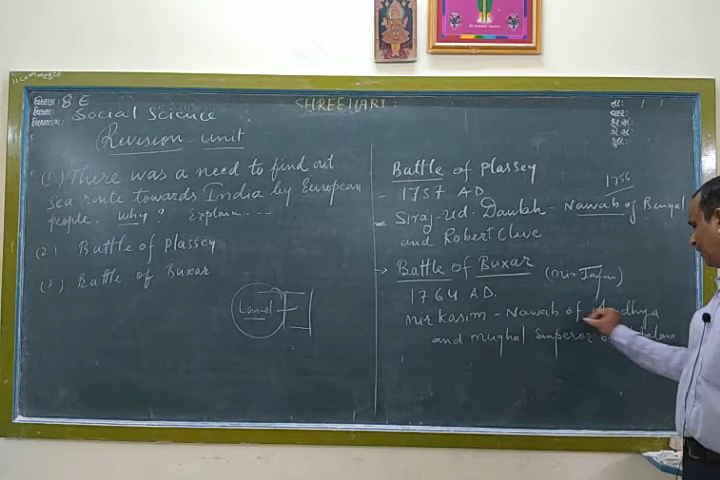 8 E
Social Science
SHREEHARI:
Revision unit
(1) There was a need to find out
sea route towards India by European
people. why? Explain ---
(2) Battle of plassey
(3) Battle of Buxar
Land
Battle of Plassey
- 1757 AD
1756
- Siraj-ud-Daulah - Nawab of Bengal
and Robert Clive
→ Battle of Buxar (Mir Jafar)
1764 AD.
Mir Kasim - Nawab of
and Mughal Emperor